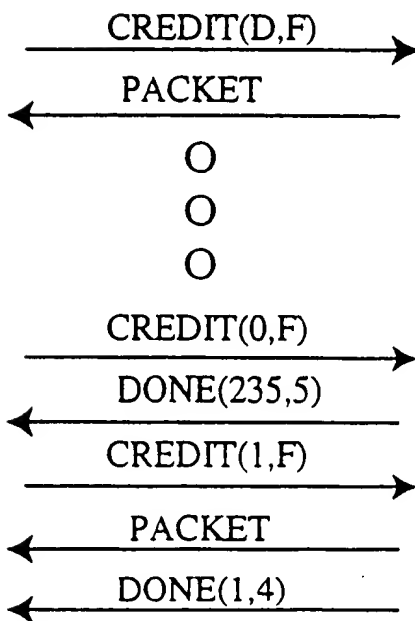 CREDIT(D,F)
PACKET
O
O
O
CREDIT(0,F)
DONE(235,5)
CREDIT(1,F)
PACKET
DONE(1,4)